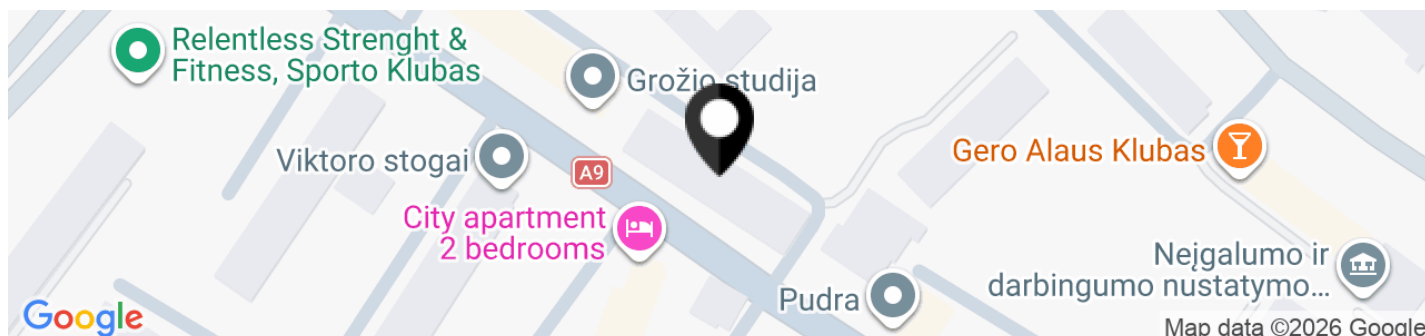 Relentless Strenght &
Fitness, Sporto Klubas
Grožio studija
Viktoro stogai
A9
Gero Alaus Klubas
City apartment
2 bedrooms
Neįgalumo ir
darbingumo nustatymo...
Pudra
Google
Map data ©2026 Google